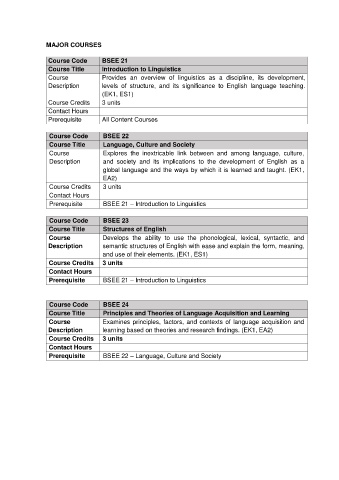 MAJOR COURSES
Course Code BSEE 21
Course Title Introduction to Linguistics
Course Provides an overview of linguistics as a discipline, its development,
Description levels of structure, and its significance to English language teaching.
(EK1, ES1)
Course Credits 3 units
Contact Hours
Prerequisite All Content Courses
Course Code BSEE 22
Course Title Language, Culture and Society
Course Explores the inextricable link between and among language, culture,
Description and society and its implications to the development of English as a
global language and the ways by which it is learned and taught. (EK1,
EA2)
Course Credits 3 units
Contact Hours
Prerequisite BSEE 21 – Introduction to Linguistics
Course Code BSEE 23
Course Title Structures of English
Course Develops the ability to use the phonological, lexical, syntactic, and
Description semantic structures of English with ease and explain the form, meaning,
and use of their elements. (EK1, ES1)
Course Credits 3 units
Contact Hours
Prerequisite BSEE 21 – Introduction to Linguistics
Course Code BSEE 24
Course Title Principles and Theories of Language Acquisition and Learning
Course Examines principles, factors, and contexts of language acquisition and
Description learning based on theories and research findings. (EK1, EA2)
Course Credits 3 units
Contact Hours
Prerequisite BSEE 22 – Language, Culture and Society